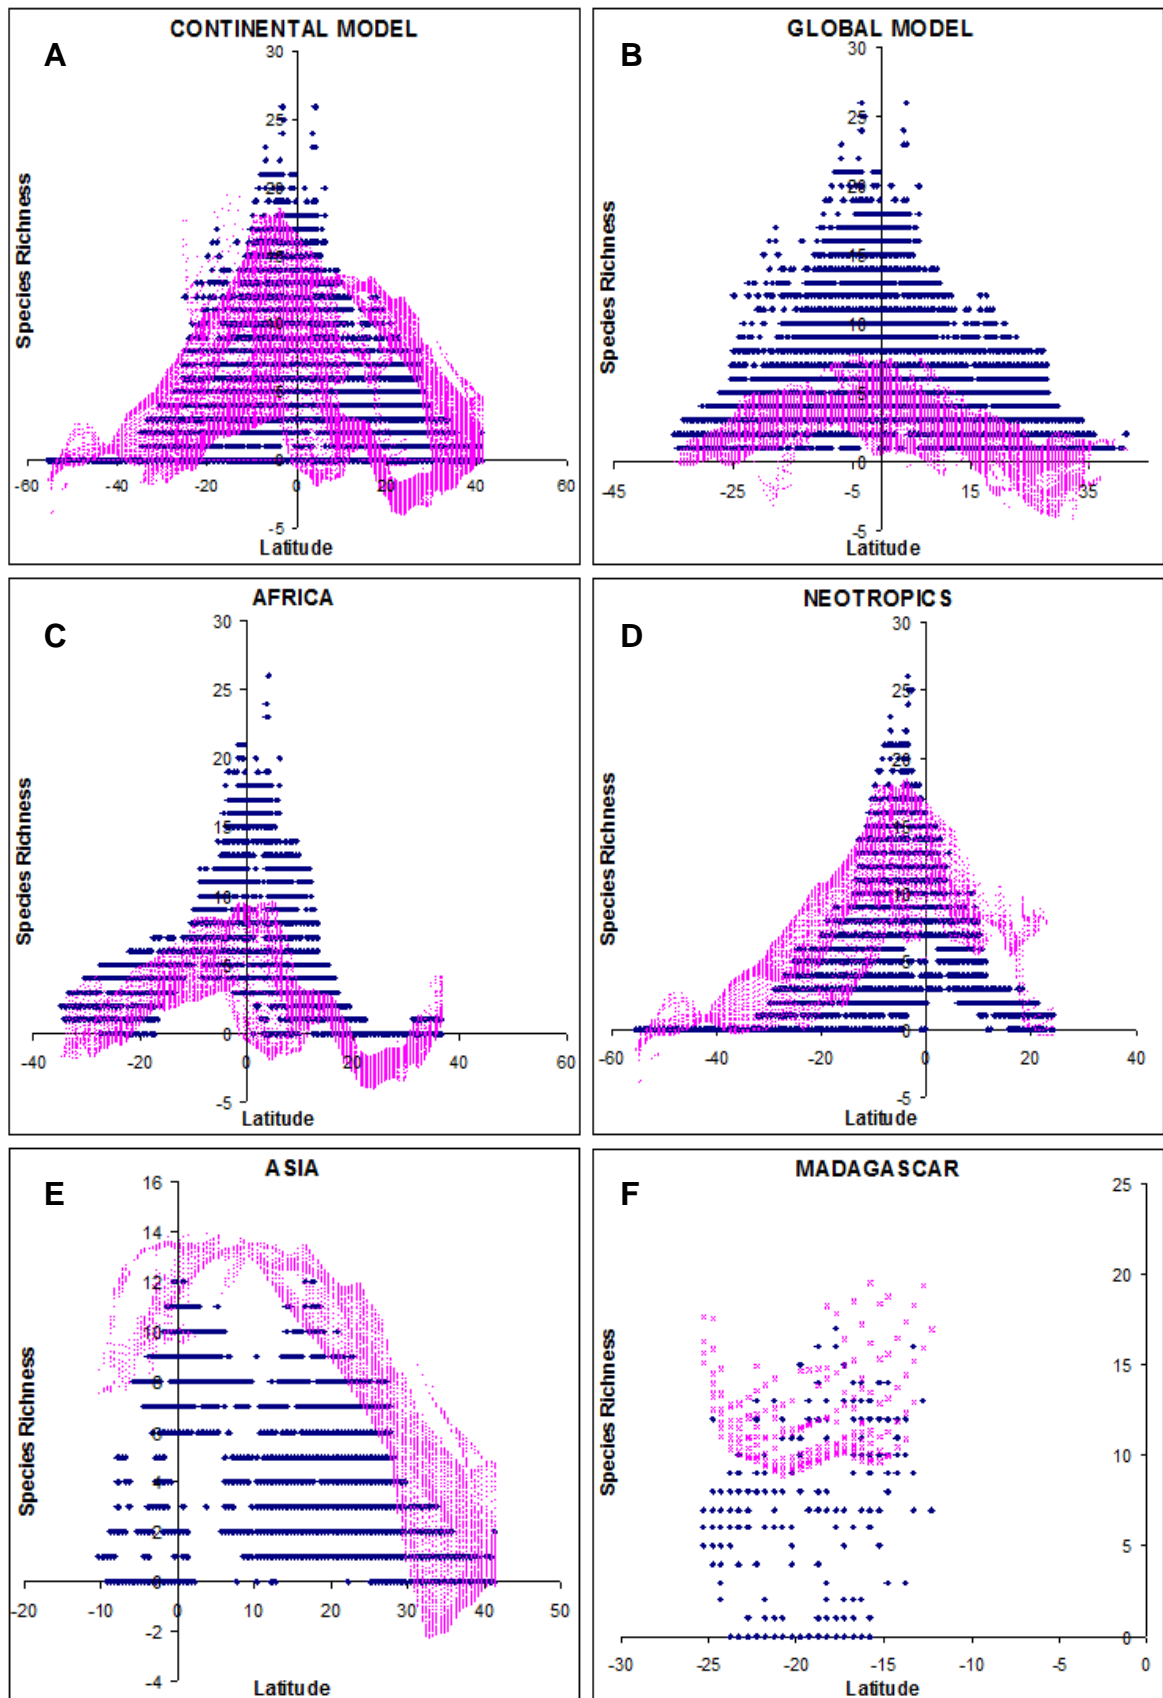 CONTINENTAL MODEL
A
30
25
20
15
10
5
0
-5
-60 -40 -20 0 20 40 60
Species Richness
Latitude
GLOBAL MODEL
B
30
25
20
15
10
5
0
-5
-45 -25 -5 15 35
Species Richness
Latitude
AFRICA
C
30
25
20
15
10
5
0
-5
-40 -20 0 20 40 60
Species Richness
Latitude
NEOTROPICS
D
30
25
20
15
10
5
0
-5
-60 -40 -20 0 20 40
Species Richness
Latitude
ASIA
E
16
14
12
10
8
6
4
2
0
-2
-4
-20 -10 0 10 20 30 40 50
Species Richness
Latitude
MADAGASCAR
F
25
20
15
10
5
0
-30 -25 -20 -15 -10 -5 0
Species Richness
Latitude